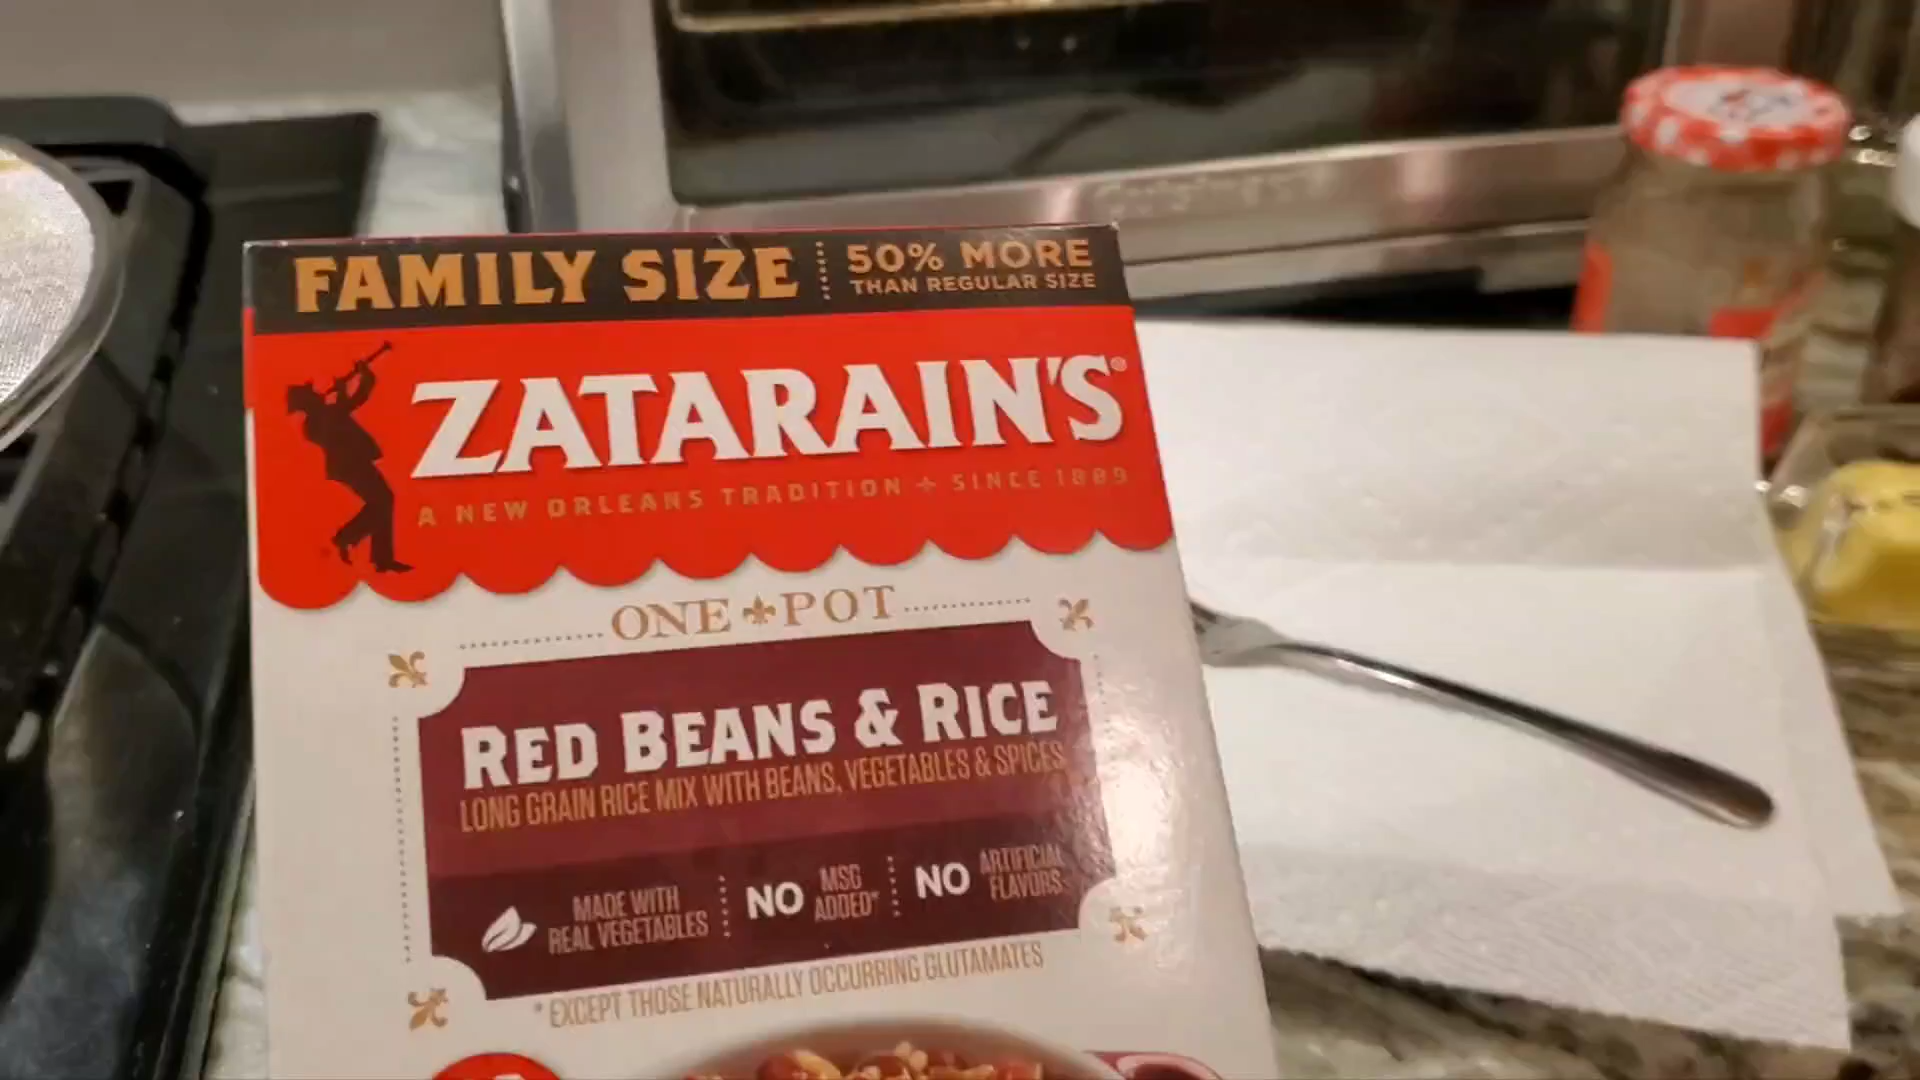 FAMILY SIZE
50% MORE
THAN REGULAR SIZE
ZATARAIN'S®
A NEW ORLEANS TRADITION + SINCE 1889
ONE POT
RED BEANS & RICE
LONG GRAIN RICE MIX WITH BEANS, VEGETABLES & SPICES
MADE WITH
REAL VEGETABLES
NO MSG
ADDED*
NO ARTIFICIAL
FLAVORS
* EXCEPT THOSE NATURALLY OCCURRING GLUTAMATES